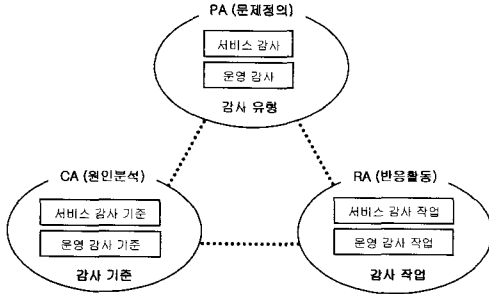 PA (문제정의)
서비스 감사
운영 감사
감사 유형
CA (원인분석)
서비스 감사 기준
운영 감사 기준
감사 기준
RA (반응활동)
서비스 감사 작업
운영 감사 작업
감사 작업